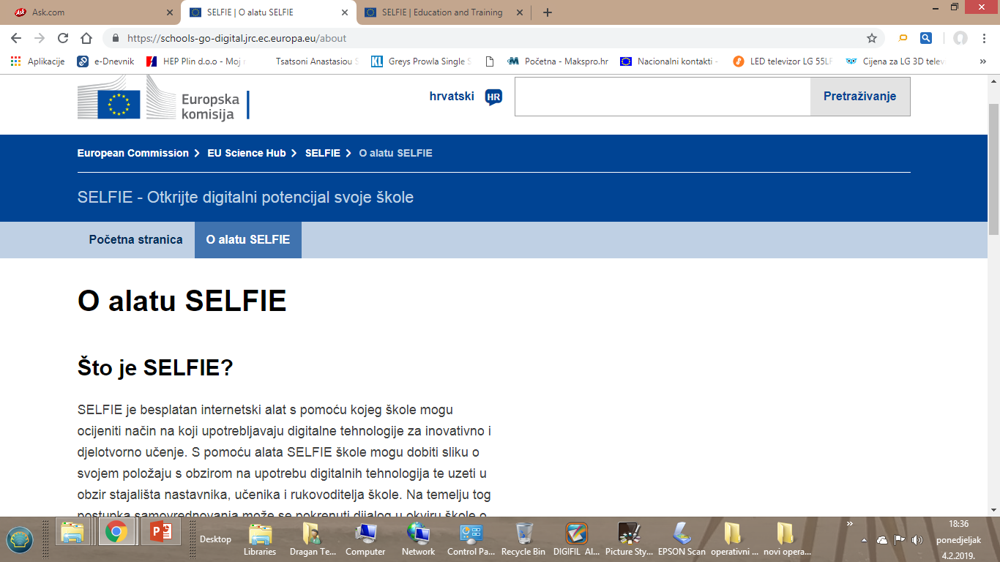 Ask Ask.com
SELFIE | O alatu SELFIE
SELFIE | Education and Training
https://schools-go-digital.jrc.ec.europa.eu/about
Aplikacije
e-Dnevnik
HEP Plin d.o.o - Moj
Tsatsoni Anastasiou
KL Greys Prowla Single
Početna - Makspro.hr
Nacionalni kontakti -
LED televizor LG 55LF
Cijena za LG 3D telev
»
Europska
komisija
hrvatski HR
Pretraživanje
European Commission > EU Science Hub > SELFIE > O alatu SELFIE
SELFIE - Otkrijte digitalni potencijal svoje škole
Početna stranica
O alatu SELFIE
O alatu SELFIE
Što je SELFIE?
SELFIE je besplatan internetski alat s pomoću kojeg škole mogu
ocijeniti način na koji upotrebljavaju digitalne tehnologije za inovativno i
djelotvorno učenje. S pomoću alata SELFIE škole mogu dobiti sliku o
svojem položaju s obzirom na upotrebu digitalnih tehnologija te uzeti u
obzir stajališta nastavnika, učenika i rukovoditelja škole. Na temelju tog
postupka samovrednovanja može se pokrenuti dijalog u okviru škole o
Desktop
Libraries
Dragan Te...
Computer
Network
Control Pa...
Recycle Bin
DIGIFIL AI...
Picture Sty...
EPSON Scan
operativni ...
novi opera...
»
18:36
ponedjeljak
4.2.2019.